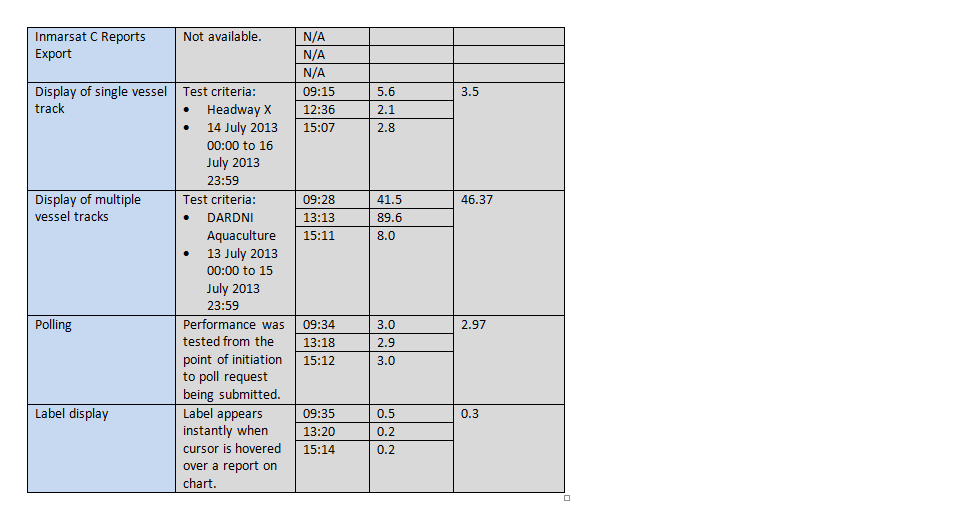 Inmarsat C Reports
Export
Not available.
N/A
N/A
N/A
Display of single vessel
track
Test criteria:
• Headway X
• 14 July 2013
00:00 to 16
July 2013
23:59
09:15 5.6
12:36 2.1
15:07 2.8
3.5
Display of multiple
vessel tracks
Test criteria:
• DARDNI
Aquaculture
• 13 July 2013
00:00 to 15
July 2013
23:59
09:28 41.5
13:13 89.6
15:11 8.0
46.37
Polling
Performance was
tested from the
point of initiation
to poll request
being submitted.
09:34 3.0
13:18 2.9
15:12 3.0
2.97
Label display
Label appears
instantly when
cursor is hovered
over a report on
chart.
09:35 0.5
13:20 0.2
15:14 0.2
0.3